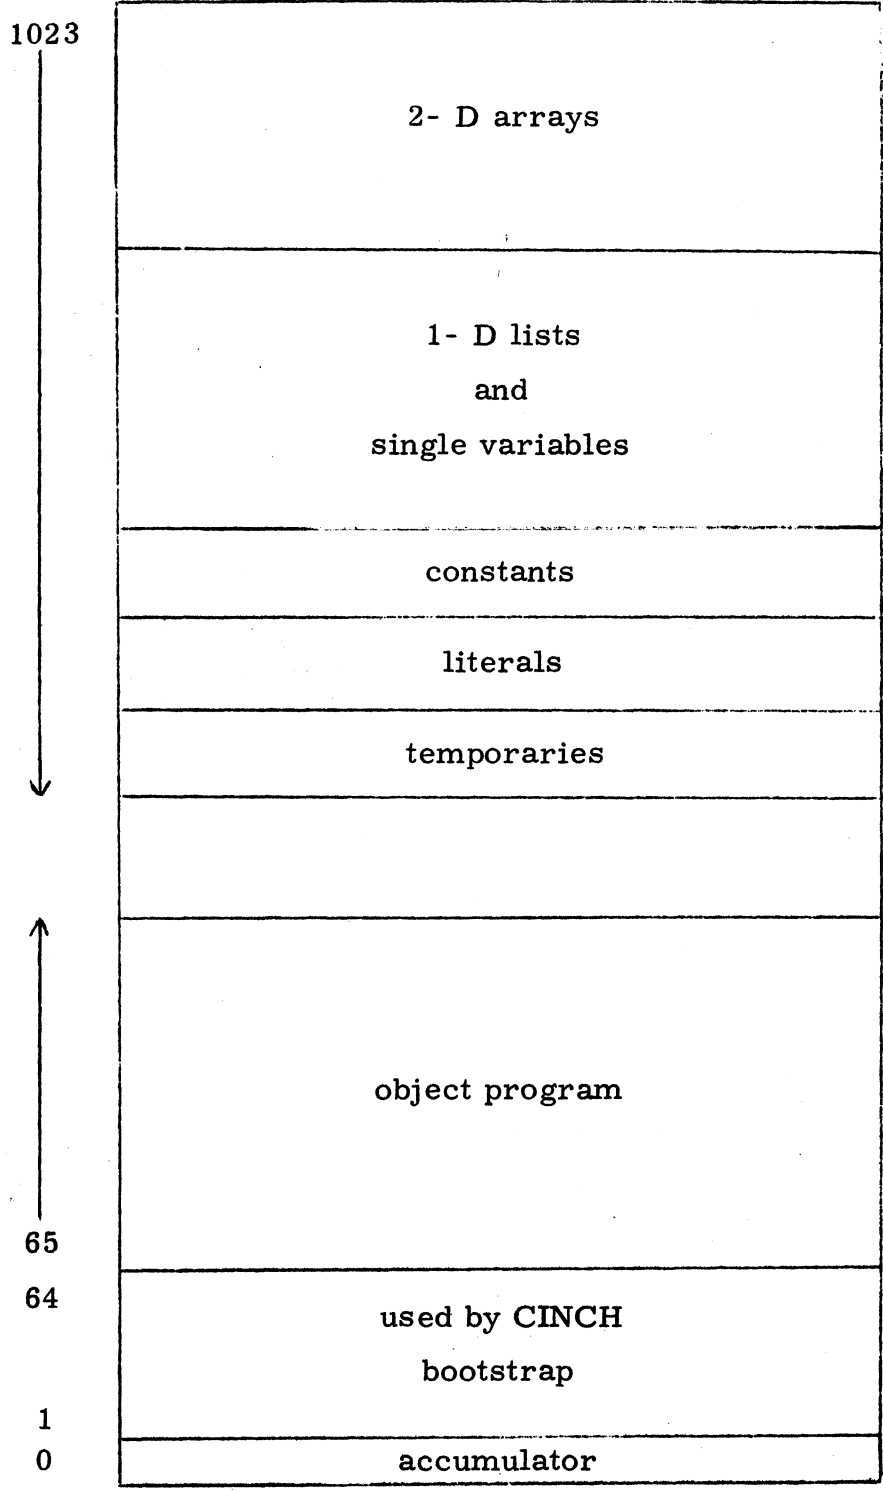 1023
2- D arrays
1- D lists
and
single variables
constants
literals
temporaries
object program
65
64
used by CINCH
bootstrap
1
0
accumulator